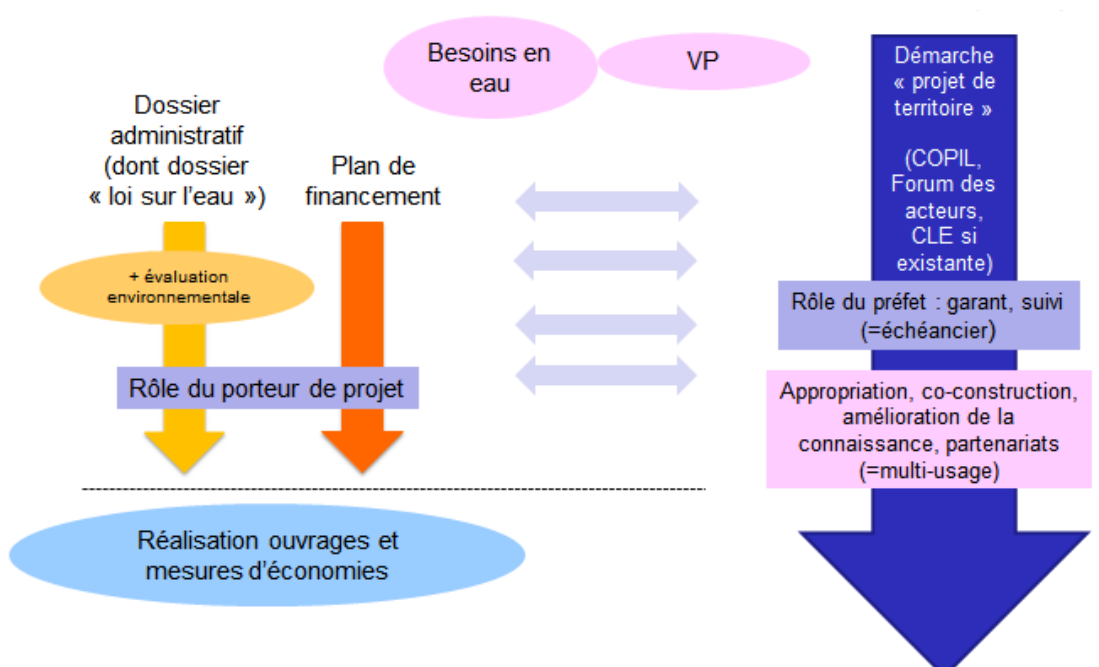 Besoins en
eau
VP
Démarche
« projet de
territoire »
(COPIL,
Forum des
acteurs,
CLE si
existante)
Dossier
administratif
(dont dossier
« loi sur l’eau »)
Plan de
financement
+ évaluation
environnementale
Rôle du préfet : garant, suivi
(=échéancier)
Rôle du porteur de projet
Appropriation, co-construction,
amélioration de la
connaissance, partenariats
(=multi-usage)
Réalisation ouvrages et
mesures d’économies